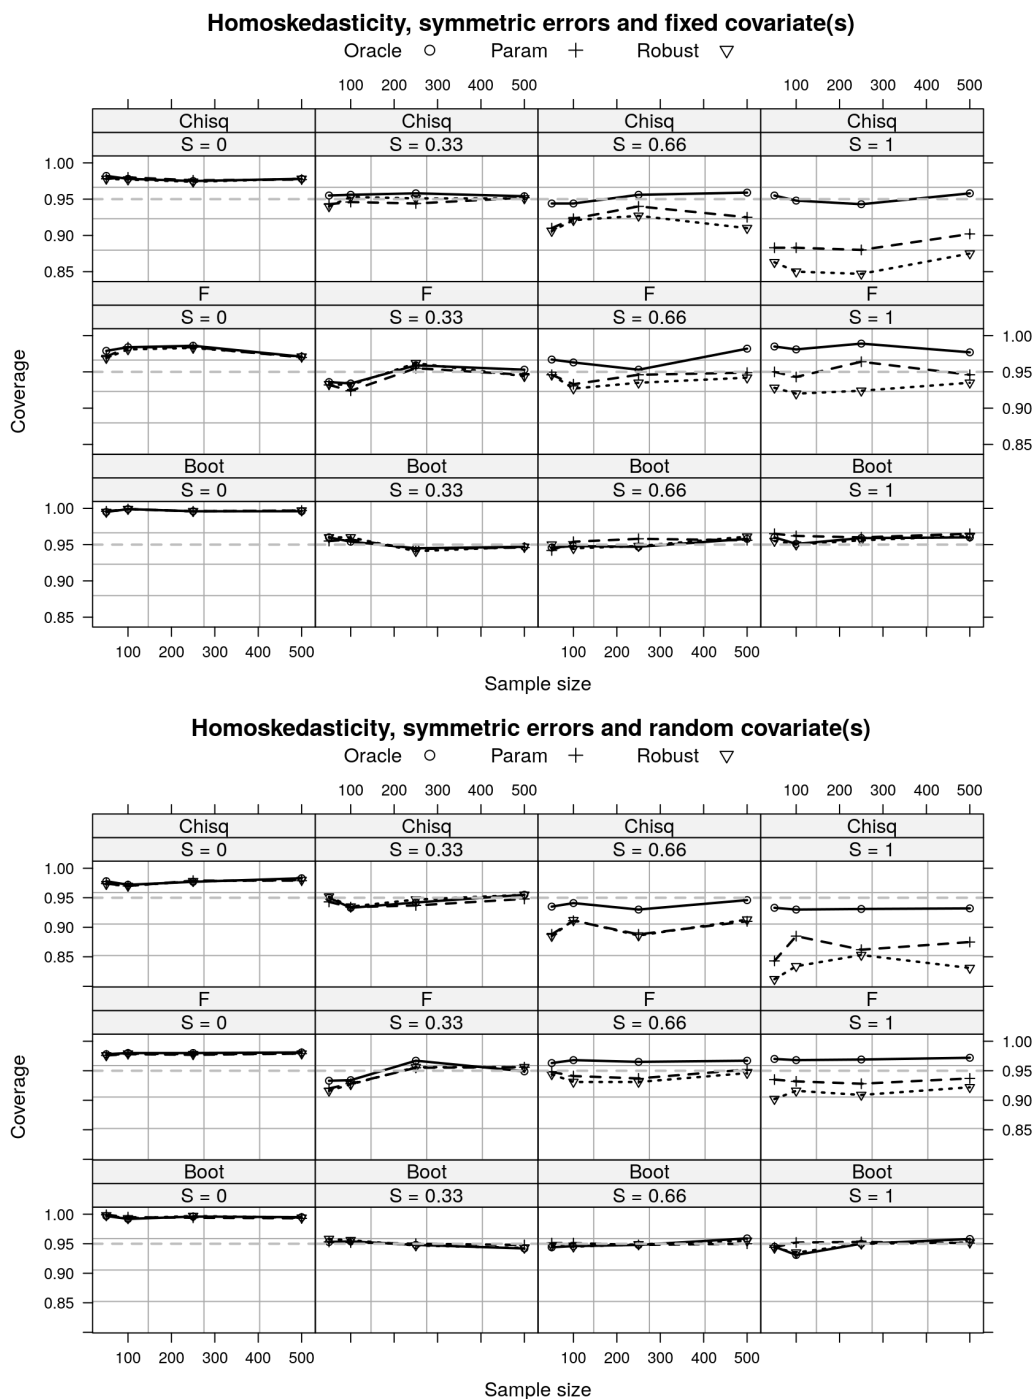 Homoskedasticity, symmetric errors and fixed covariate(s)
Oracle Param Robust
100 200 300 400 500 100 200 300 400 500
Chisq Chisq Chisq Chisq
S = 0 S = 0.33 S = 0.66 S = 1
1.00
0.95
0.90
0.85
F F F F
S = 0 S = 0.33 S = 0.66 S = 1
1.00
0.95
0.90
0.85
Coverage
Boot Boot Boot Boot
S = 0 S = 0.33 S = 0.66 S = 1
1.00
0.95
0.90
0.85
100 200 300 400 500 100 200 300 400 500
Sample size
Homoskedasticity, symmetric errors and random covariate(s)
Oracle Param Robust
100 200 300 400 500 100 200 300 400 500
Chisq Chisq Chisq Chisq
S = 0 S = 0.33 S = 0.66 S = 1
1.00
0.95
0.90
0.85
F F F F
S = 0 S = 0.33 S = 0.66 S = 1
1.00
0.95
0.90
0.85
Coverage
Boot Boot Boot Boot
S = 0 S = 0.33 S = 0.66 S = 1
1.00
0.95
0.90
0.85
100 200 300 400 500 100 200 300 400 500
Sample size